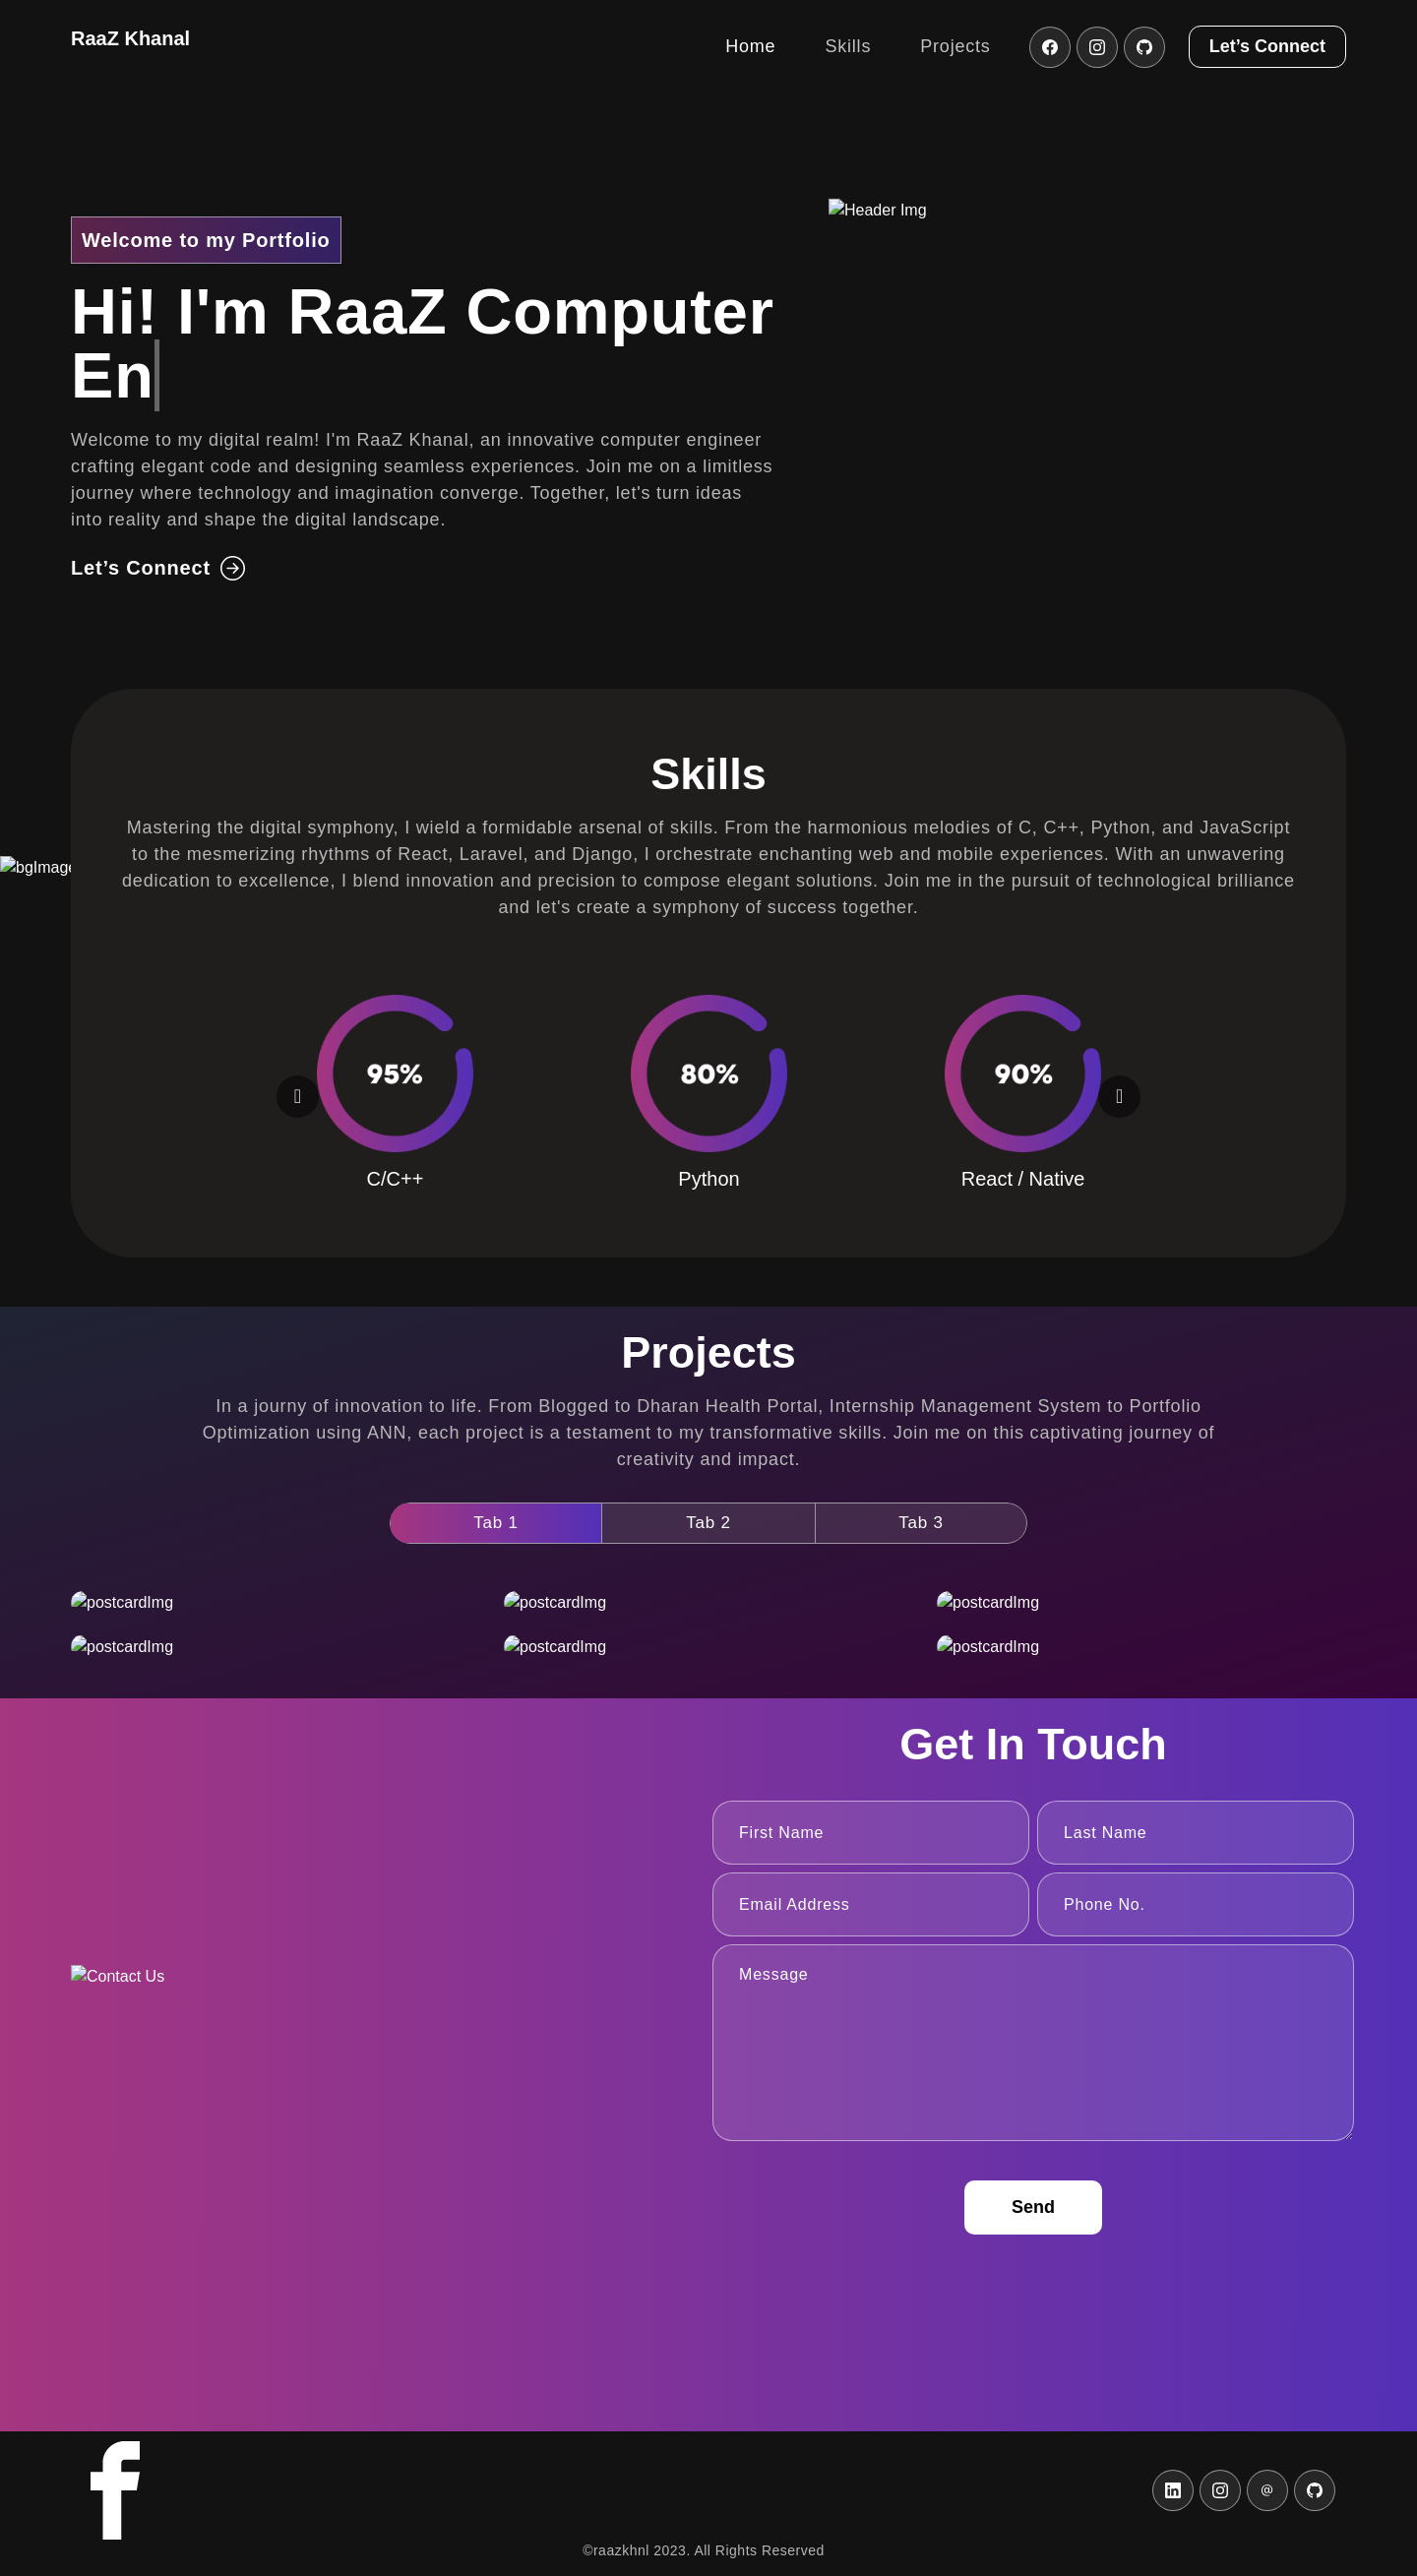 RaaZ Khanal
Home
Skills
Projects
Let’s Connect
Header Img
Welcome to my Portfolio
Hi! I'm RaaZ Computer
En
Welcome to my digital realm! I'm RaaZ Khanal, an innovative computer engineer
crafting elegant code and designing seamless experiences. Join me on a limitless
journey where technology and imagination converge. Together, let's turn ideas
into reality and shape the digital landscape.
Let’s Connect
Skills
Mastering the digital symphony, I wield a formidable arsenal of skills. From the harmonious melodies of C, C++, Python, and JavaScript
to the mesmerizing rhythms of React, Laravel, and Django, I orchestrate enchanting web and mobile experiences. With an unwavering
bgImage
dedication to excellence, I blend innovation and precision to compose elegant solutions. Join me in the pursuit of technological brilliance
and let's create a symphony of success together.
95%
80%
90%
C/C++
Python
React / Native
Projects
In a journy of innovation to life. From Blogged to Dharan Health Portal, Internship Management System to Portfolio
Optimization using ANN, each project is a testament to my transformative skills. Join me on this captivating journey of
creativity and impact.
Tab 1
Tab 2
Tab 3
postcardImg
postcardImg
postcardImg
postcardImg
postcardImg
postcardImg
Get In Touch
First Name
Last Name
Email Address
Phone No.
Contact Us
Message
Send
f
@
©raazkhnl 2023. All Rights Reserved